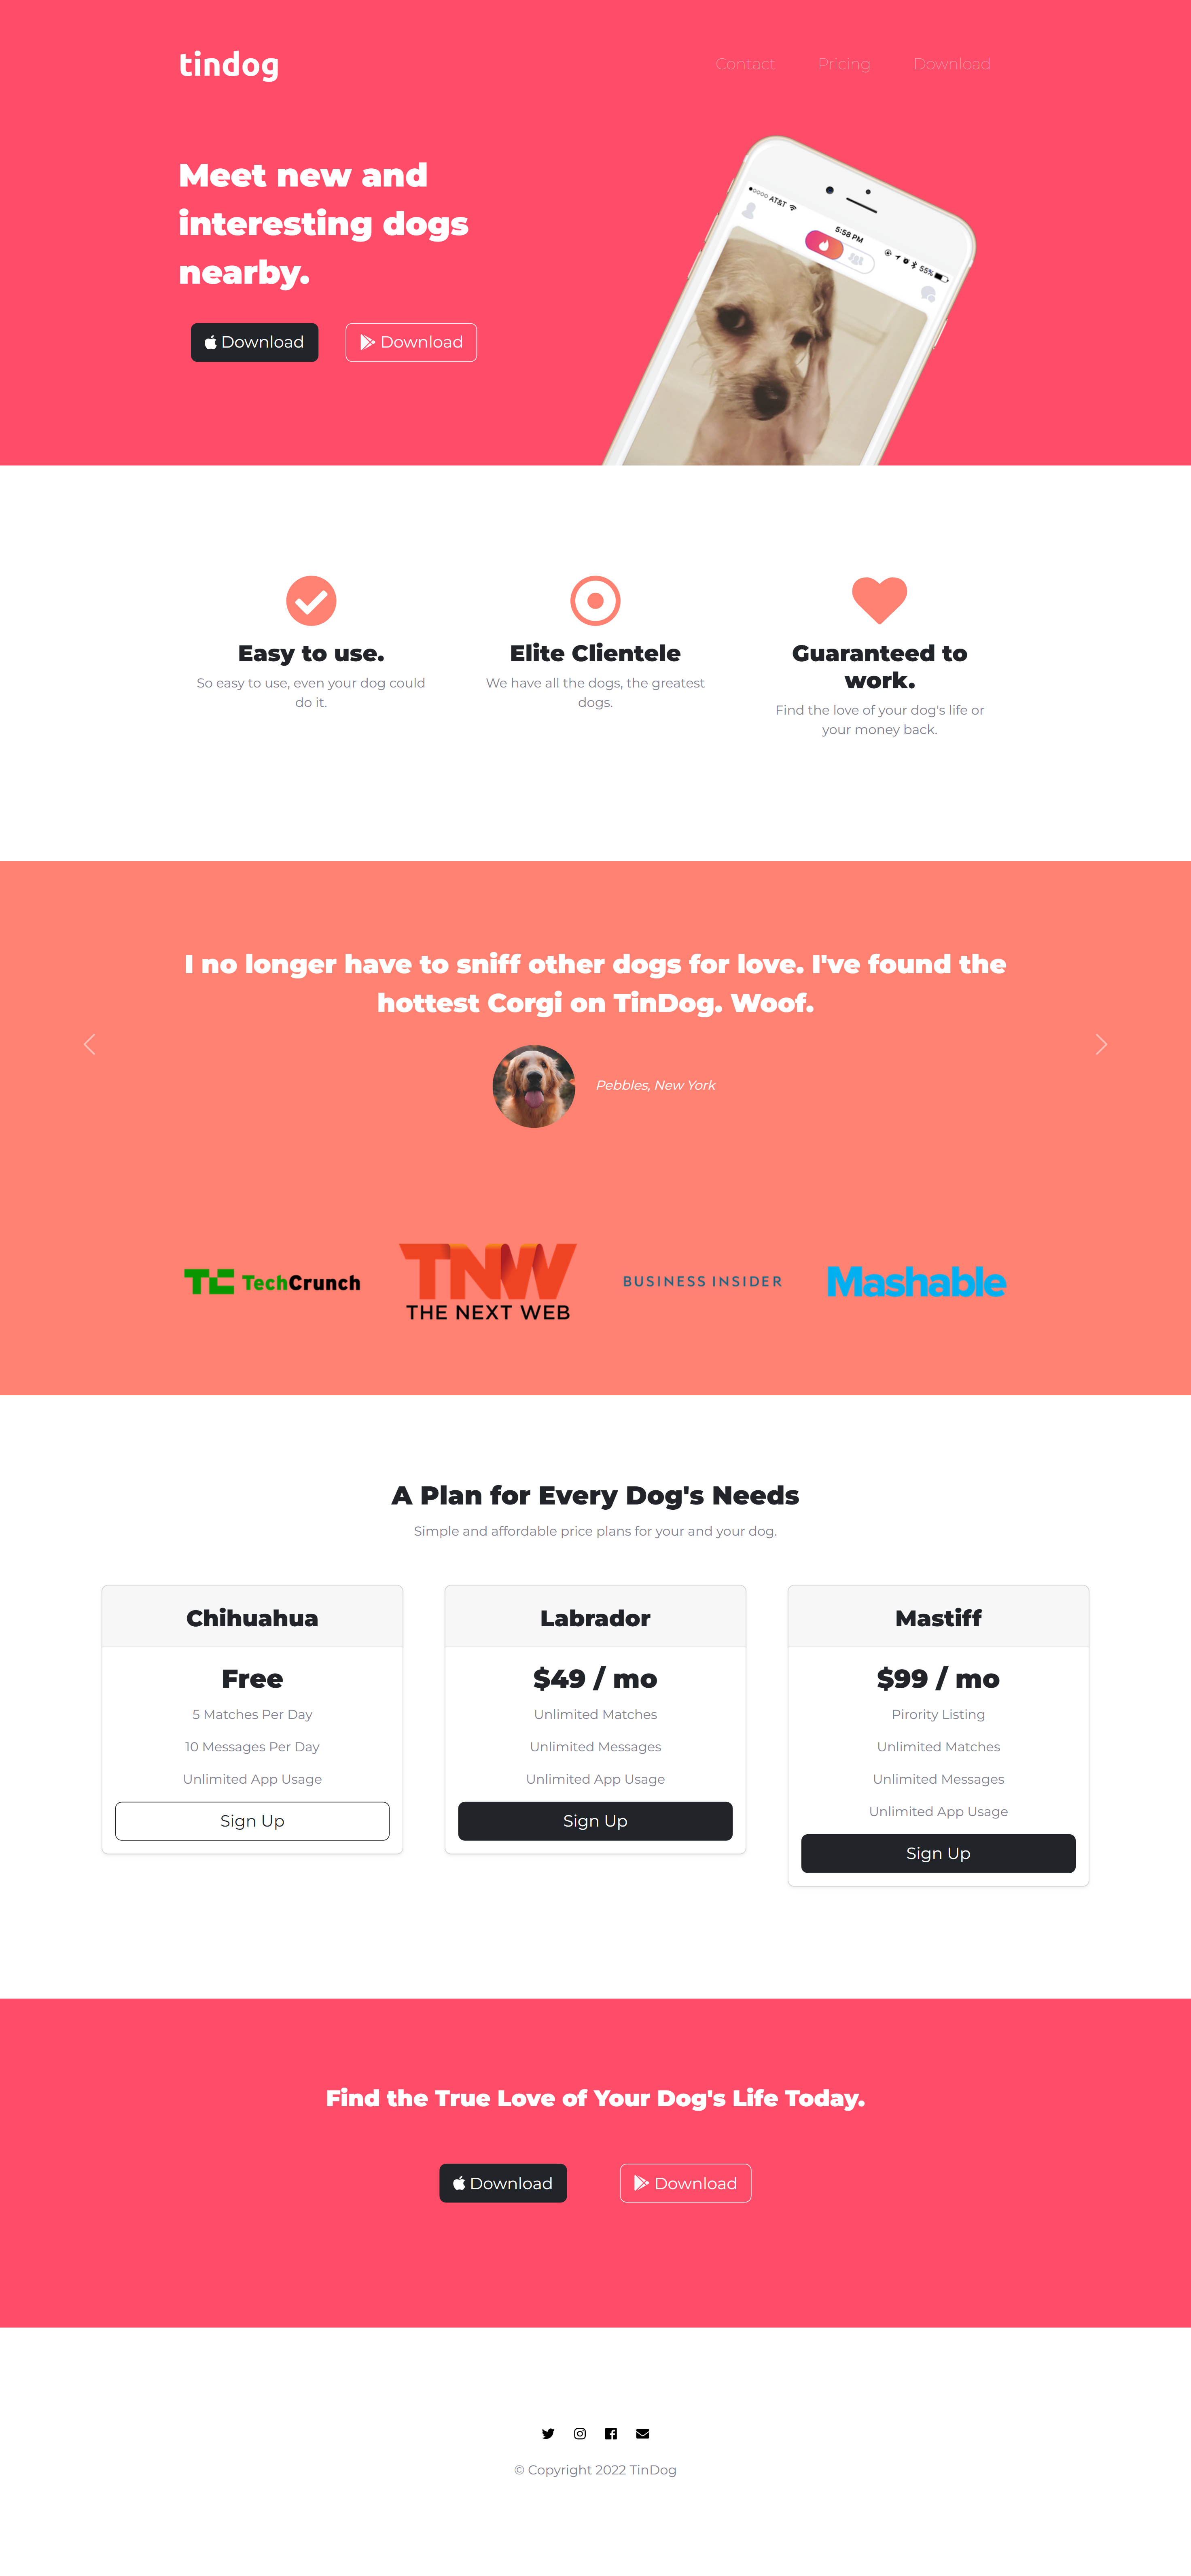 tindog
Contact Pricing Download
Meet new and
interesting dogs
nearby.
Download
Download
●○○○○ AT&T
5:58 PM
55%
Easy to use.
So easy to use, even your dog could
do it.
Elite Clientele
We have all the dogs, the greatest
dogs.
Guaranteed to
work.
Find the love of your dog's life or
your money back.
I no longer have to sniff other dogs for love. I've found the
hottest Corgi on TinDog. Woof.
Pebbles, New York
TC TechCrunch
TNW
THE NEXT WEB
BUSINESS INSIDER
Mashable
A Plan for Every Dog's Needs
Simple and affordable price plans for your and your dog.
Chihuahua
Free
5 Matches Per Day
10 Messages Per Day
Unlimited App Usage
Sign Up
Labrador
$49 / mo
Unlimited Matches
Unlimited Messages
Unlimited App Usage
Sign Up
Mastiff
$99 / mo
Pirority Listing
Unlimited Matches
Unlimited Messages
Unlimited App Usage
Sign Up
Find the True Love of Your Dog's Life Today.
Download
Download
© Copyright 2022 TinDog